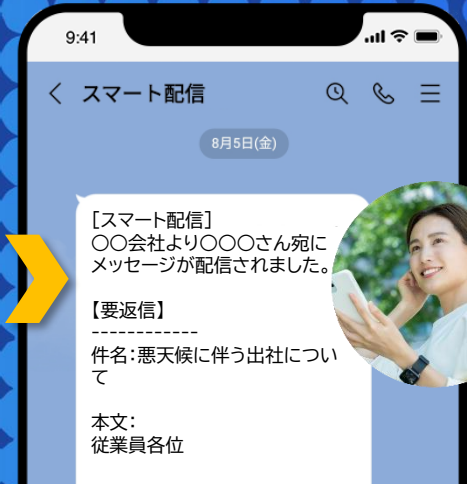 9:41
スマート配信
8月5日(金)
[スマート配信]
〇〇会社より〇〇〇さん宛に
メッセージが配信されました。
【要返信】
------------
件名:悪天候に伴う出社につい
て
本文:
従業員各位